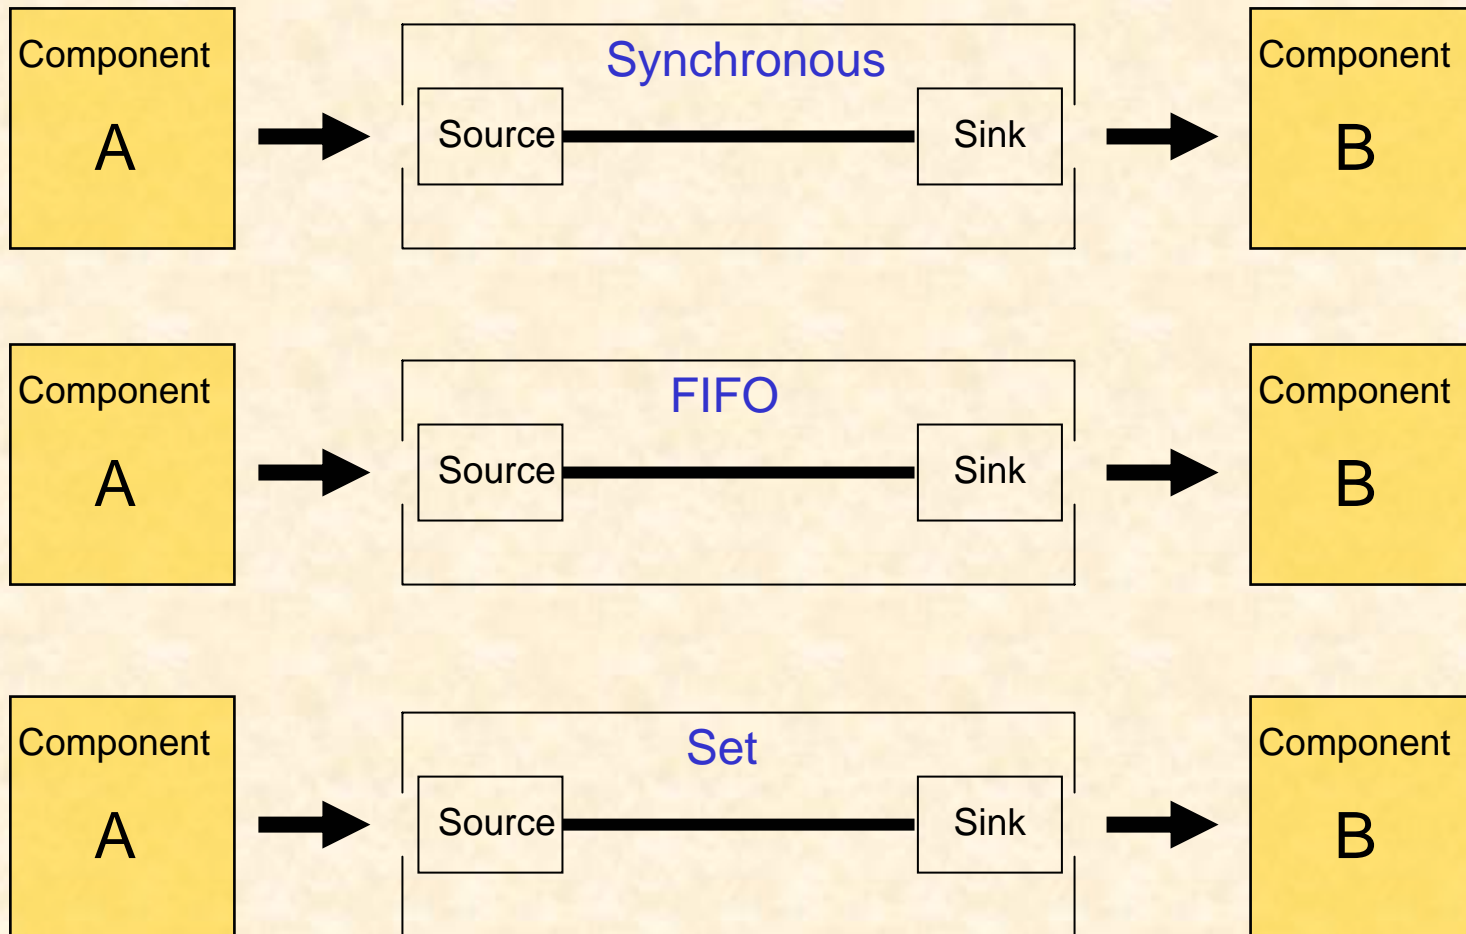 Component
A
Synchronous
Source
Sink
Component
B
Component
A
FIFO
Source
Sink
Component
B
Component
A
Set
Source
Sink
Component
B